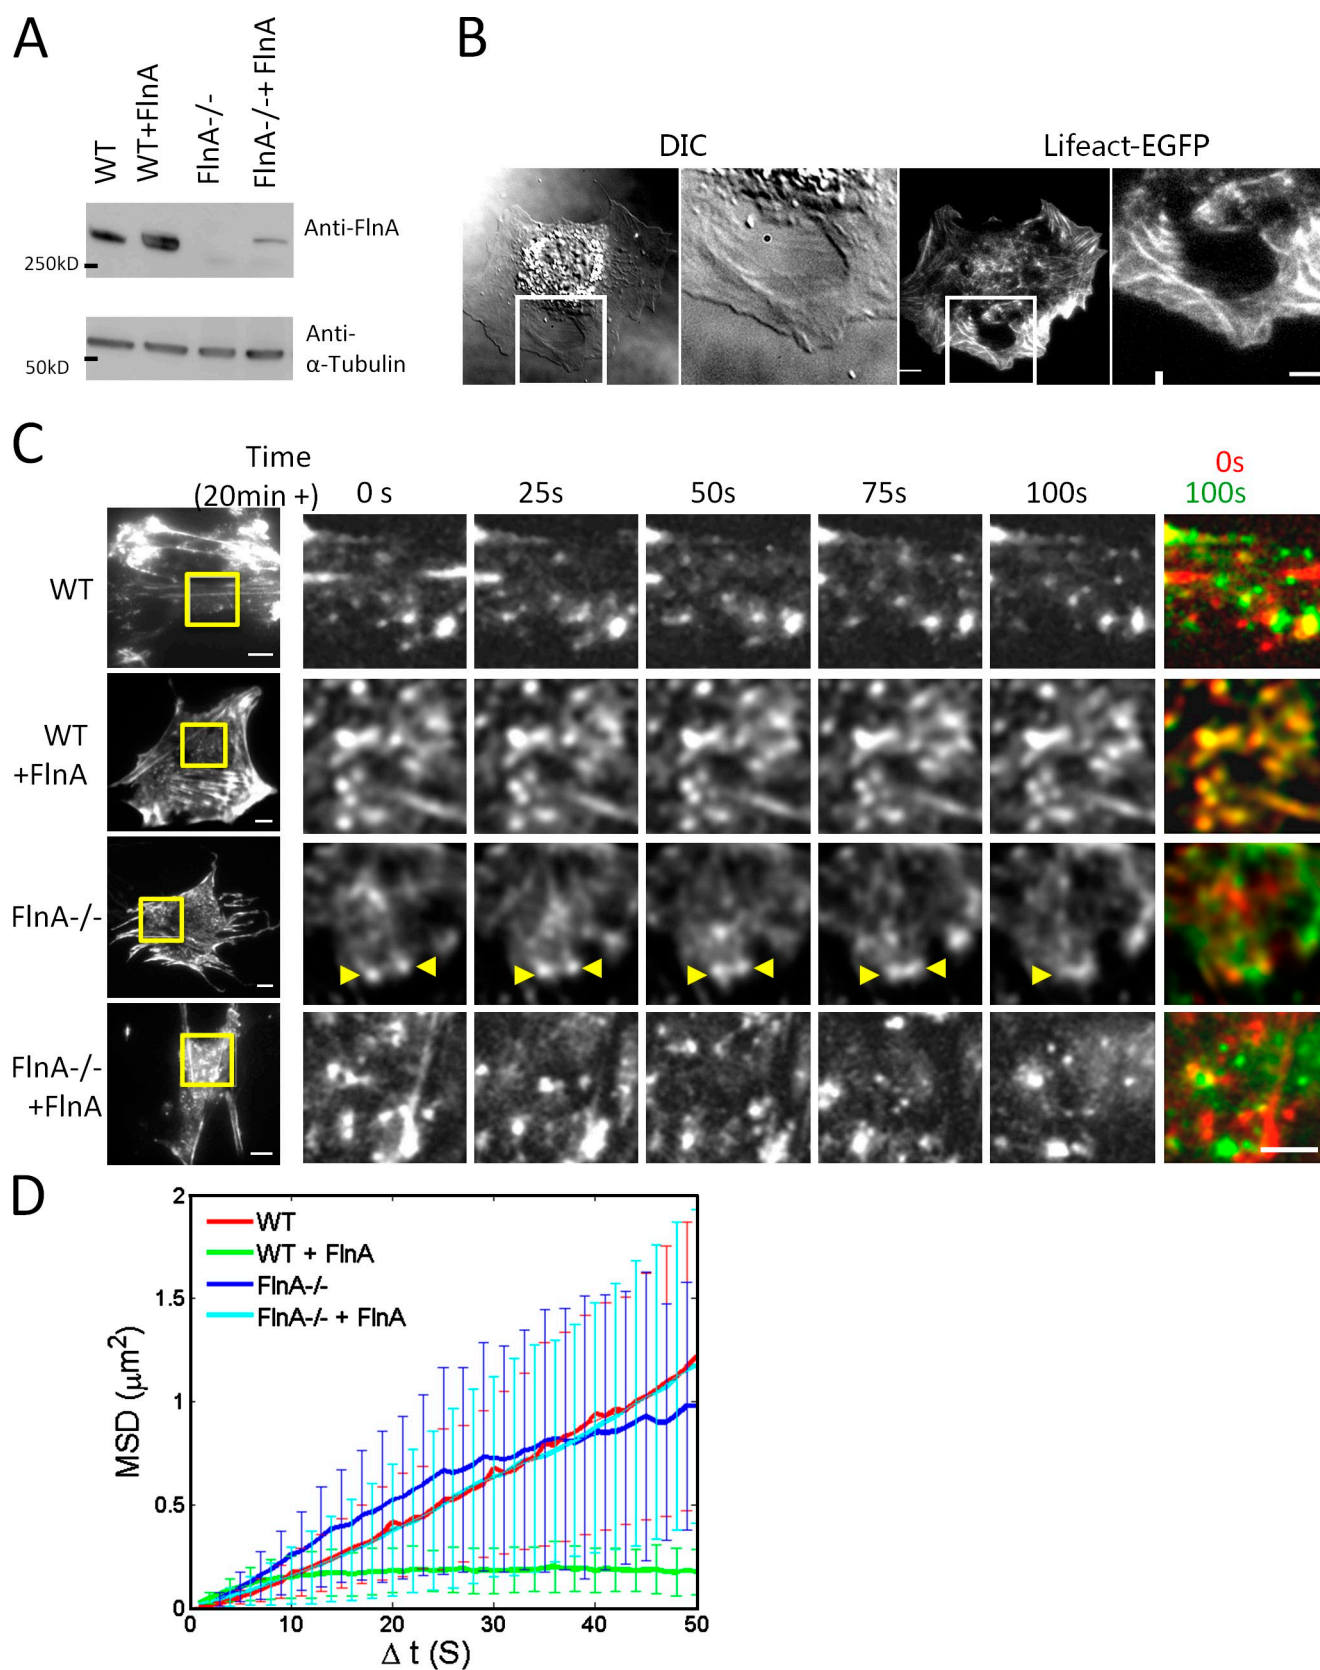 A
WT
WT+FlnA
FlnA-/-
FlnA-/-+ FlnA
Anti-FlnA
250kD
Anti-
α-Tubulin
50kD
B
DIC
Lifeact-EGFP
C
Time
(20min +)
0 s
25s
50s
75s
100s
0s
100s
WT
WT
+FlnA
FlnA-/-
FlnA-/-
+FlnA
D
2
1.5
1
0.5
0
MSD (μm²)
WT
WT + FlnA
FlnA-/-
FlnA-/- + FlnA
0 10 20 30 40 50
Δ t (S)